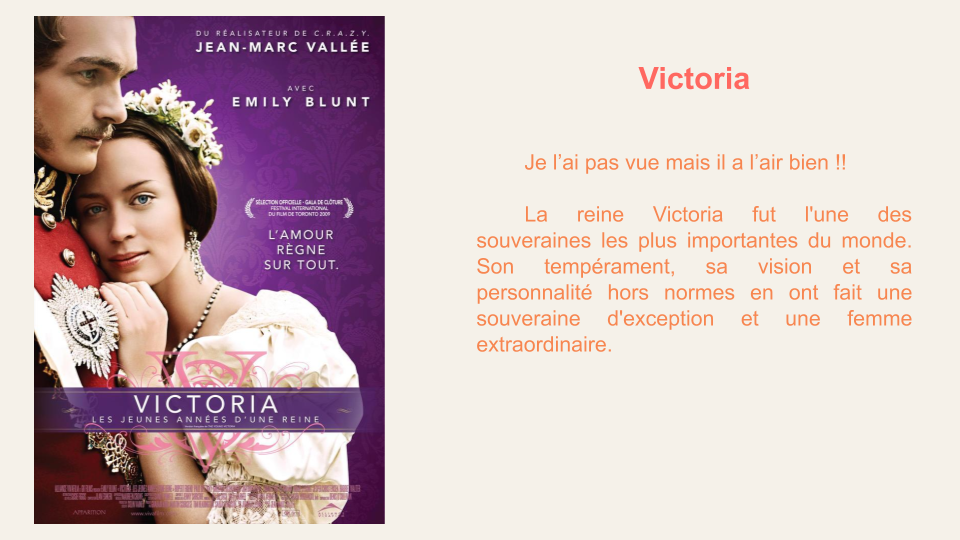 DU RÉALISATEUR DE C.R.A.Z.Y.
JEAN-MARC VALLÉE
AVEC
EMILY BLUNT
SÉLECTION OFFICIELLE - GALA DE CLÔTURE
FESTIVAL INTERNATIONAL
DU FILM DE TORONTO 2009
L'AMOUR
RÈGNE
SUR TOUT.
VICTORIA
LES JEUNES ANNÉES D'UNE REINE
APPARITION
Victoria
Je l’ai pas vue mais il a l’air bien !!
La reine Victoria fut l'une des
souveraines les plus importantes du monde.
Son tempérament, sa vision et sa
personnalité hors normes en ont fait une
souveraine d'exception et une femme
extraordinaire.